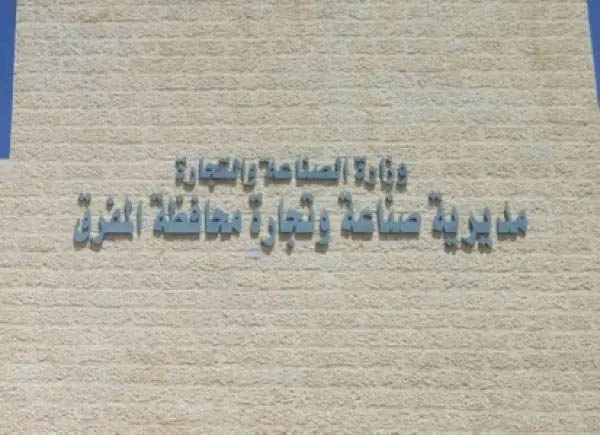 وزارة الصناعة والتجارة
مديرية صناعة وتجارة محافظة المفرق